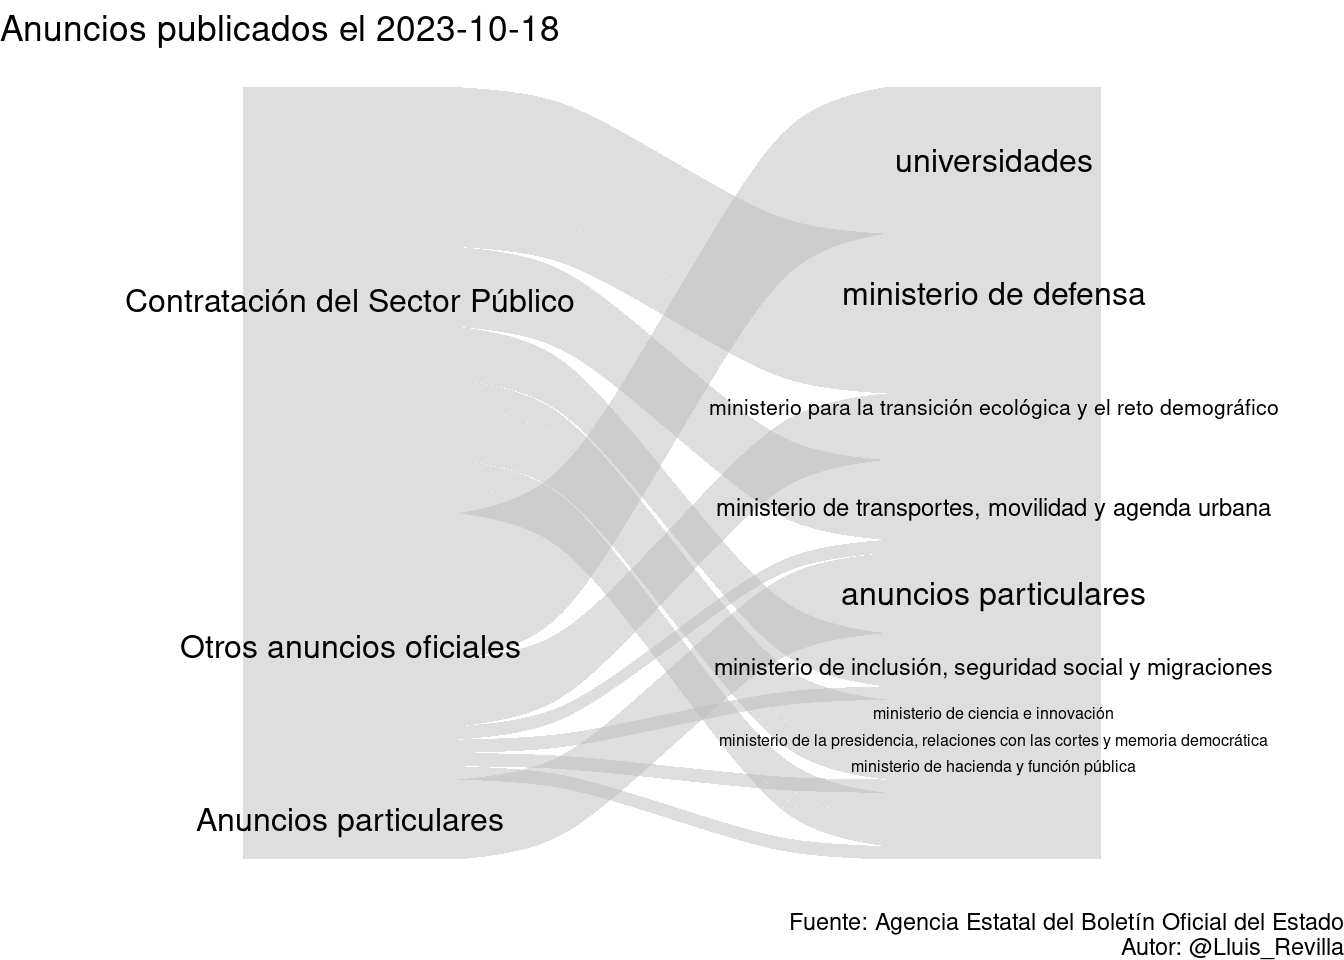 Anuncios publicados el 2023-10-18
universidades
Contratación del Sector Público
ministerio de defensa
ministerio para la transición ecológica y el reto demográfico
ministerio de transportes, movilidad y agenda urbana
anuncios particulares
Otros anuncios oficiales
ministerio de inclusión, seguridad social y migraciones
ministerio de ciencia e innovación
ministerio de la presidencia, relaciones con las cortes y memoria democrática
ministerio de hacienda y función pública
Anuncios particulares
Fuente: Agencia Estatal del Boletín Oficial del Estado
Autor: @Lluis_Revilla